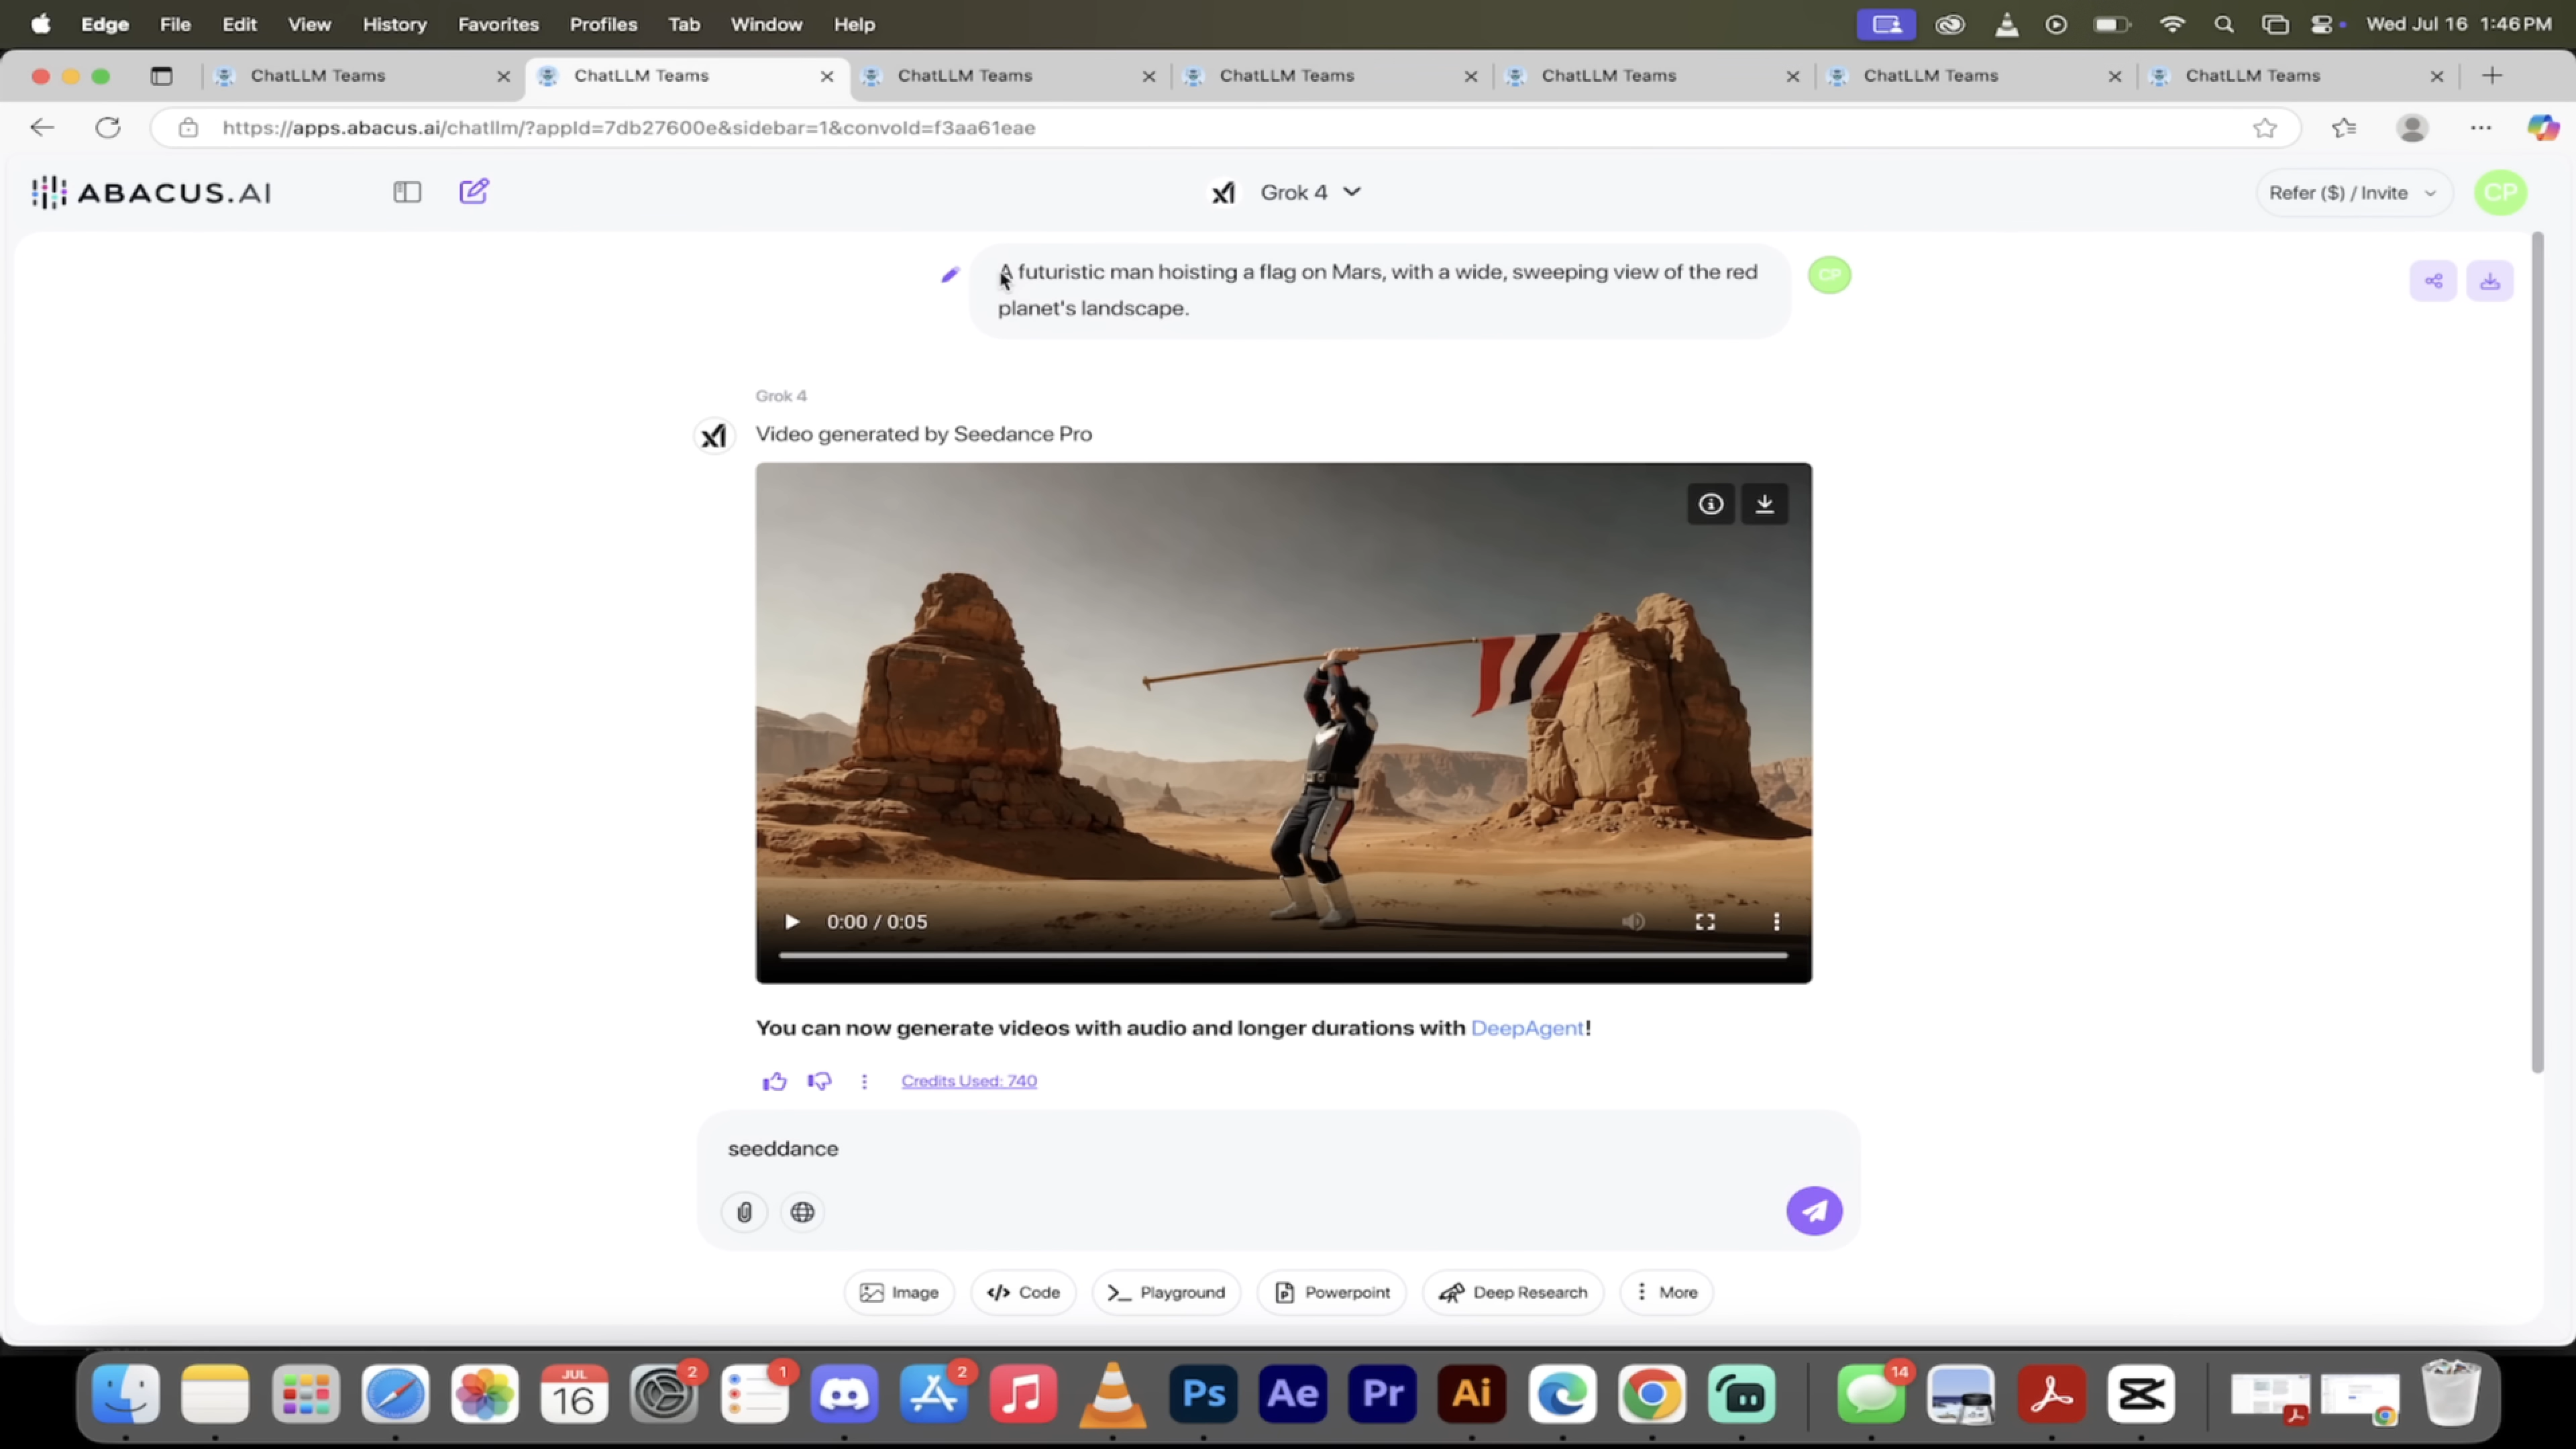 Edge File Edit View History Favorites Profiles Tab Window Help Wed Jul 16 1:46 PM
ChatLLM Teams ChatLLM Teams ChatLLM Teams ChatLLM Teams ChatLLM Teams ChatLLM Teams ChatLLM Teams
https://apps.abacus.ai/chatllm/?appId=7db27600e&sidebar=1&convoId=f3aa61eae
ABACUS.AI Grok 4 Refer ($) / Invite CP
A futuristic man hoisting a flag on Mars, with a wide, sweeping view of the red CP
planet's landscape.
Grok 4
Video generated by Seedance Pro
0:00 / 0:05
You can now generate videos with audio and longer durations with DeepAgent!
Credits Used: 740
seeddance
Image Code Playground Powerpoint Deep Research More
JUL 2 1 2 14
16 Ps Ae Pr Ai